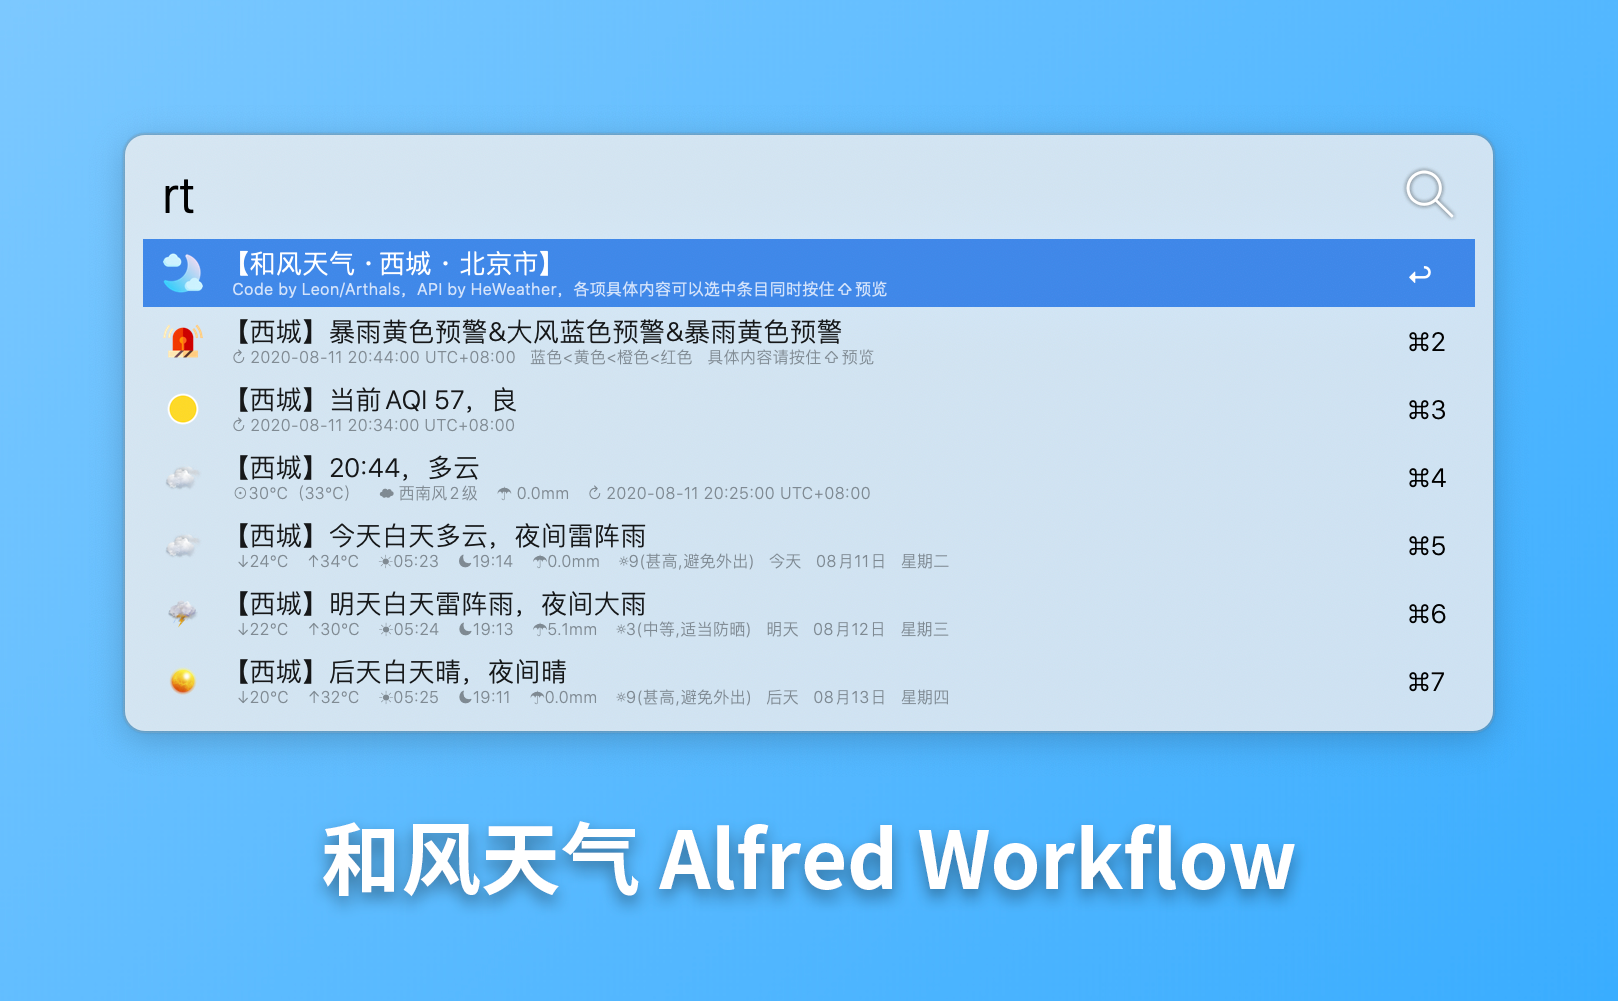 rt
【和风天气 · 西城 · 北京市】
Code by Leon/Arthals，API by HeWeather，各项具体内容可以选中条目同时按住⇧预览
【西城】暴雨黄色预警&大风蓝色预警&暴雨黄色预警
⌘2
↻ 2020-08-11 20:44:00 UTC+08:00 蓝色<黄色<橙色<红色 具体内容请按住⇧预览
【西城】当前 AQI 57，良
⌘3
↻ 2020-08-11 20:34:00 UTC+08:00
【西城】20:44，多云
⌘4
⊙30°C（33°C） ☁ 西南风2级 ☂ 0.0mm ↻ 2020-08-11 20:25:00 UTC+08:00
【西城】今天白天多云，夜间雷阵雨
⌘5
↓24°C ↑34°C ☀05:23 ☾19:14 ☂0.0mm ☼9(甚高,避免外出) 今天 08月11日 星期二
【西城】明天白天雷阵雨，夜间大雨
⌘6
↓22°C ↑30°C ☀05:24 ☾19:13 ☂5.1mm ☼3(中等,适当防晒) 明天 08月12日 星期三
【西城】后天白天晴，夜间晴
⌘7
↓20°C ↑32°C ☀05:25 ☾19:11 ☂0.0mm ☼9(甚高,避免外出) 后天 08月13日 星期四
和风天气 Alfred Workflow